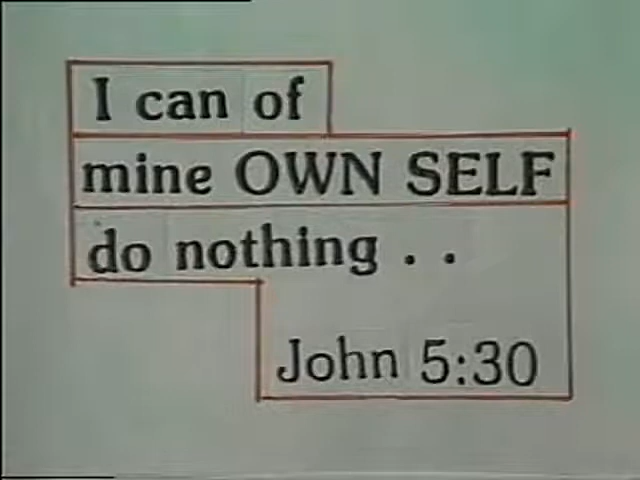 I can of
mine OWN SELF
do nothing . .
John 5:30